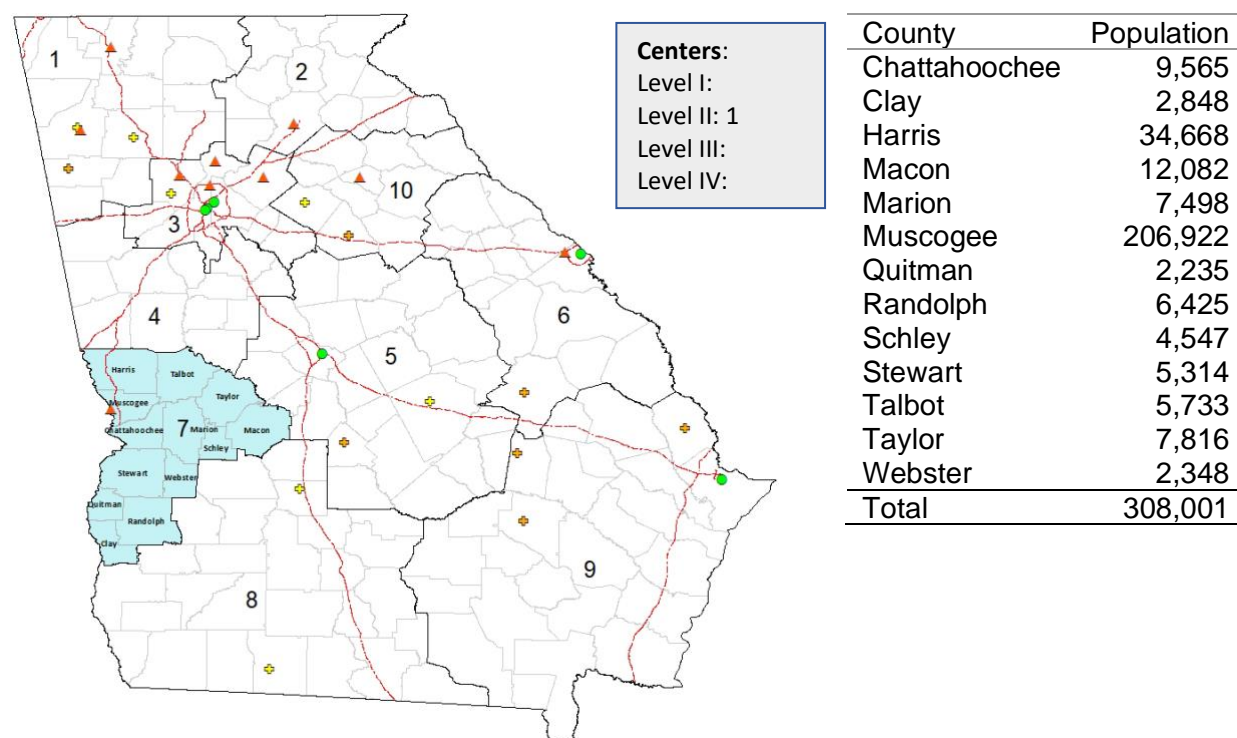 1
2
3
4
5
6
7
8
9
10
Harris
Talbot
Muscogee
Taylor
Chattahoochee
Marion
Macon
Schley
Stewart
Webster
Quitman
Randolph
Clay
Centers:
Level I:
Level II: 1
Level III:
Level IV:
County Population
Chattahoochee 9,565
Clay 2,848
Harris 34,668
Macon 12,082
Marion 7,498
Muscogee 206,922
Quitman 2,235
Randolph 6,425
Schley 4,547
Stewart 5,314
Talbot 5,733
Taylor 7,816
Webster 2,348
Total 308,001